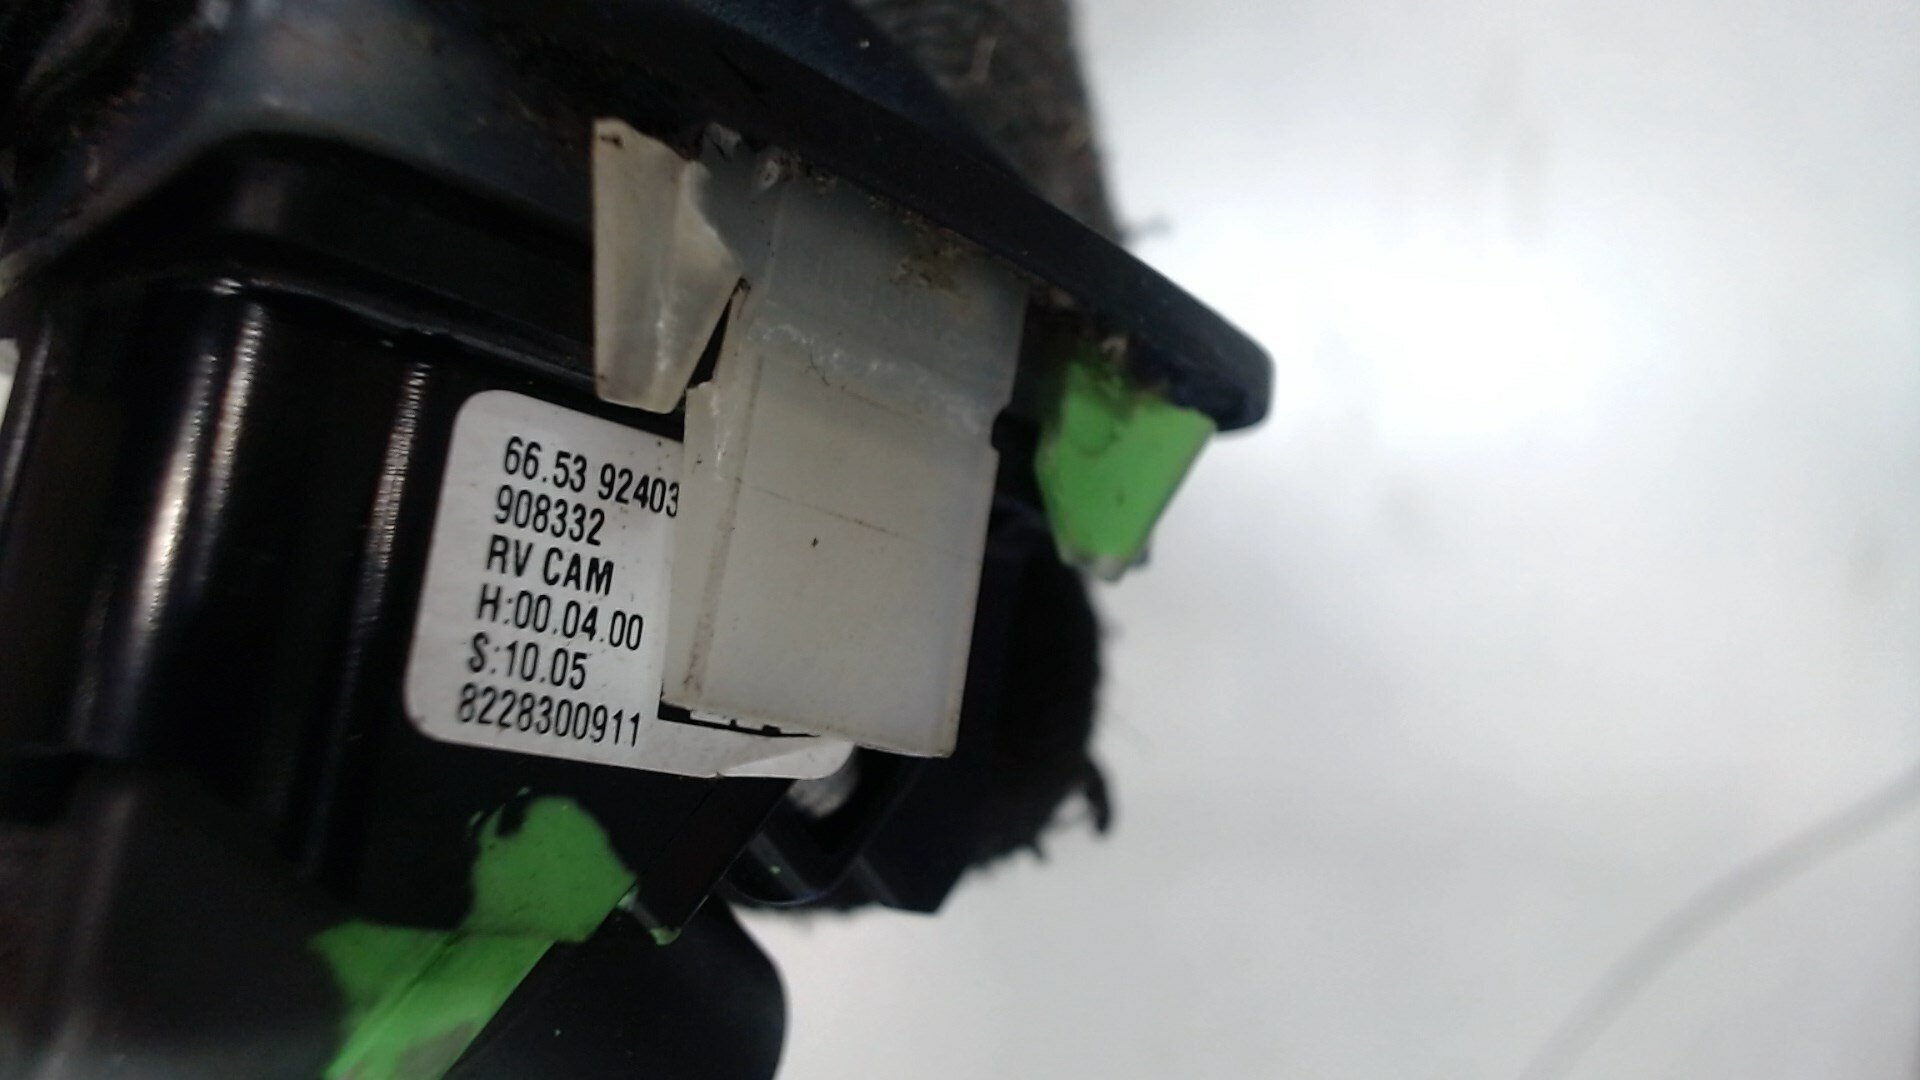 66.53 92403
908332
RV CAM
H:00.04.00
S:10.05
8228300911